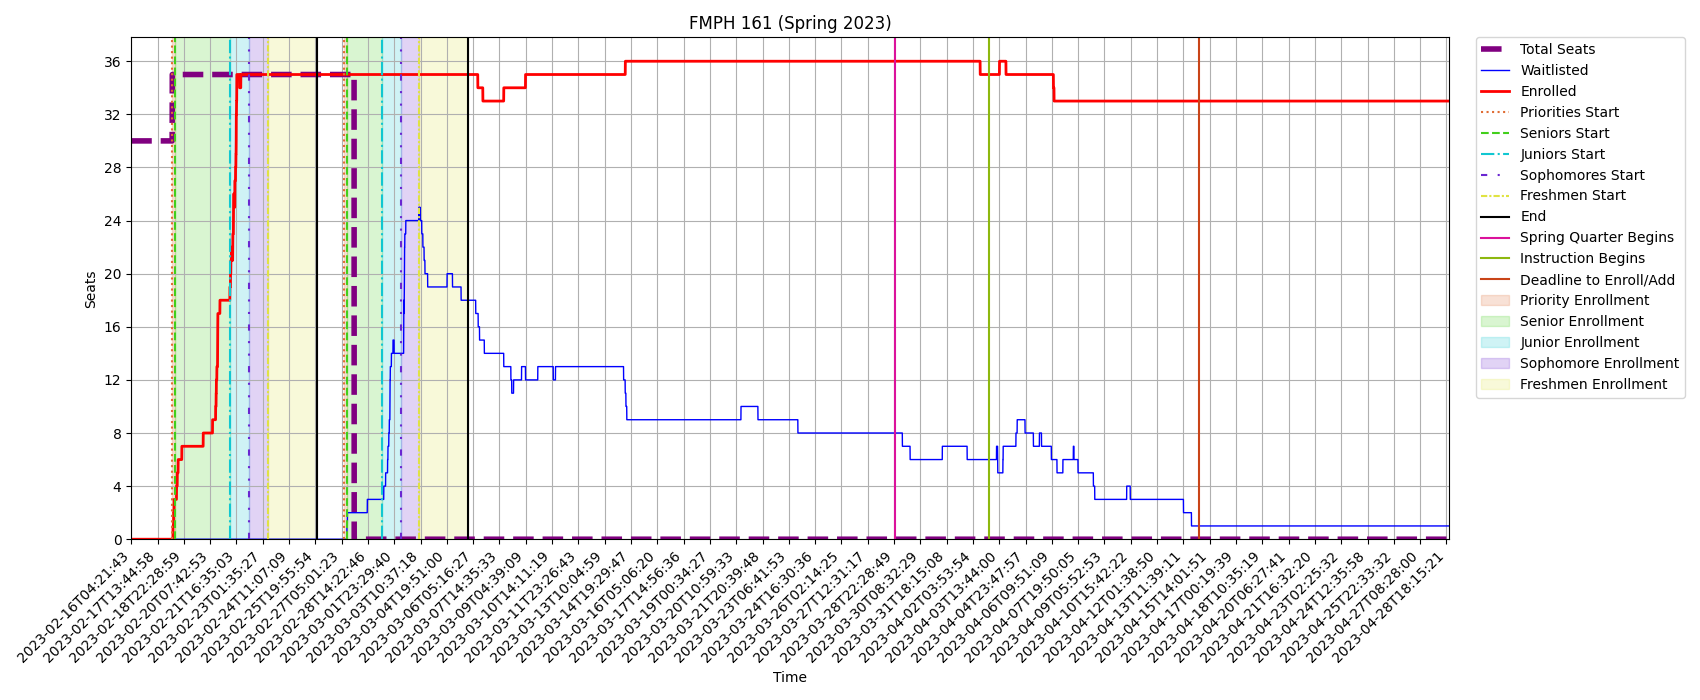 FMPH 161 (Spring 2023)
Seats
36
32
28
24
20
16
12
8
4
0
2023-02-16T04:21:43
2023-02-17T13:44:58
2023-02-18T22:28:59
2023-02-20T07:42:53
2023-02-21T16:35:03
2023-02-23T01:35:27
2023-02-24T11:07:09
2023-02-25T19:55:54
2023-02-27T05:01:23
2023-02-28T14:22:46
2023-03-01T23:29:40
2023-03-03T10:37:18
2023-03-04T19:51:00
2023-03-06T05:16:27
2023-03-07T14:35:33
2023-03-09T04:39:09
2023-03-10T14:11:19
2023-03-11T23:26:43
2023-03-13T10:04:59
2023-03-14T19:29:47
2023-03-16T05:06:20
2023-03-17T14:56:36
2023-03-19T00:34:27
2023-03-20T10:59:33
2023-03-21T20:39:48
2023-03-23T06:41:53
2023-03-24T16:30:36
2023-03-26T02:14:25
2023-03-27T12:31:17
2023-03-28T22:28:49
2023-03-30T08:32:29
2023-03-31T18:15:08
2023-04-02T03:53:54
2023-04-03T13:44:00
2023-04-04T23:47:57
2023-04-06T09:51:09
2023-04-07T19:50:05
2023-04-09T05:52:53
2023-04-10T15:42:22
2023-04-12T01:38:50
2023-04-13T11:39:11
2023-04-15T14:01:51
2023-04-17T00:19:39
2023-04-18T10:35:19
2023-04-20T06:27:41
2023-04-21T16:32:20
2023-04-23T02:25:32
2023-04-24T12:35:58
2023-04-25T22:33:32
2023-04-27T08:28:00
2023-04-28T18:15:21
Time
Total Seats
Waitlisted
Enrolled
Priorities Start
Seniors Start
Juniors Start
Sophomores Start
Freshmen Start
End
Spring Quarter Begins
Instruction Begins
Deadline to Enroll/Add
Priority Enrollment
Senior Enrollment
Junior Enrollment
Sophomore Enrollment
Freshmen Enrollment